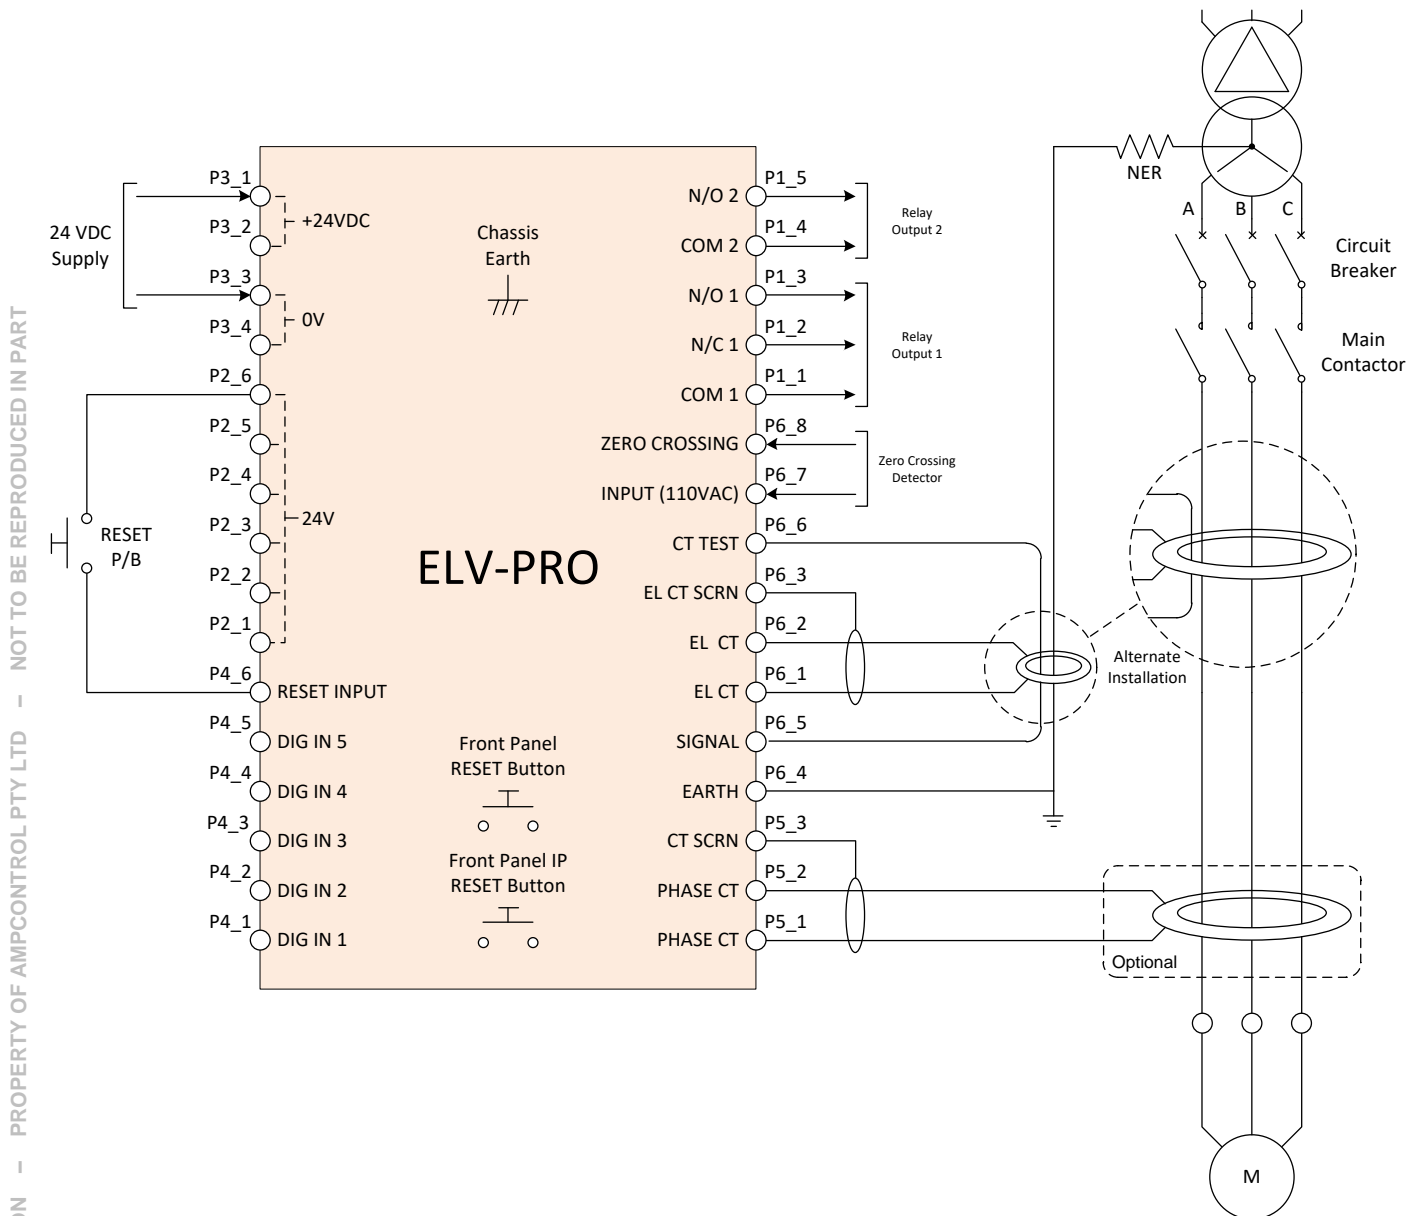 NOT TO BE REPRODUCED IN PART
–
PROPERTY OF AMPCONTROL PTY LTD
–
24 VDC
Supply
P3_1
P3_2
+24VDC
P3_3
P3_4
0V
P2_6
P2_5
P2_4
P2_3
P2_2
P2_1
24V
RESET
P/B
P4_6
RESET INPUT
P4_5
DIG IN 5
P4_4
DIG IN 4
P4_3
DIG IN 3
P4_2
DIG IN 2
P4_1
DIG IN 1
Chassis
Earth
ELV-PRO
Front Panel
RESET Button
Front Panel IP
RESET Button
N/O 2
P1_5
COM 2
P1_4
Relay
Output 2
N/O 1
P1_3
N/C 1
P1_2
COM 1
P1_1
Relay
Output 1
ZERO CROSSING
P6_8
INPUT (110VAC)
P6_7
Zero Crossing
Detector
CT TEST
P6_6
EL CT SCRN
P6_3
EL CT
P6_2
EL CT
P6_1
SIGNAL
P6_5
EARTH
P6_4
CT SCRN
P5_3
PHASE CT
P5_2
PHASE CT
P5_1
NER
A
B
C
Circuit
Breaker
Main
Contactor
Alternate
Installation
Optional
M